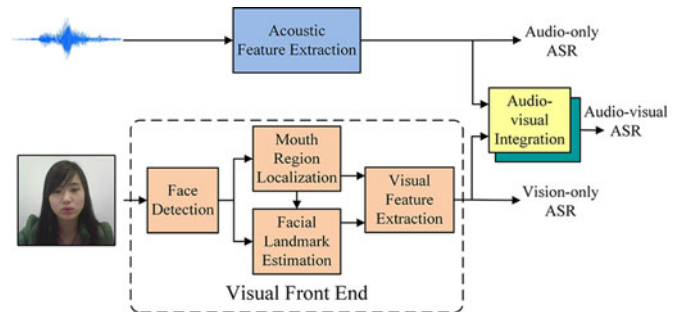 Acoustic
Feature Extraction
Audio-only
ASR
Audio-
visual
Integration
Audio-visual
ASR
Mouth
Region
Localization
Face
Detection
Visual
Feature
Extraction
Facial
Landmark
Estimation
Vision-only
ASR
Visual Front End